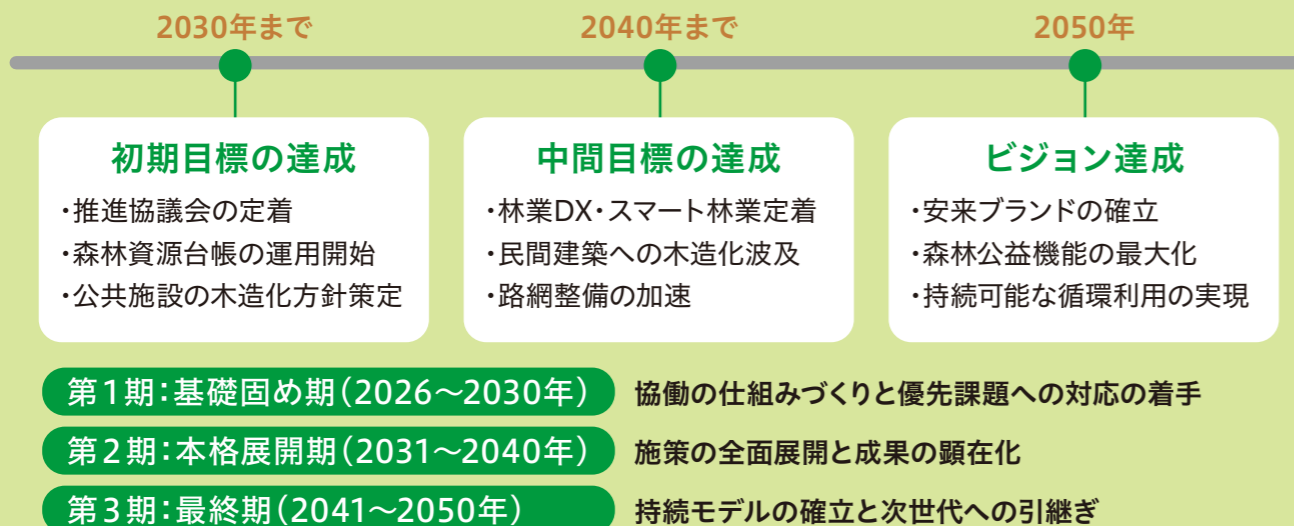 2030年まで
2040年まで
2050年
初期目標の達成
・推進協議会の定着
・森林資源台帳の運用開始
・公共施設の木造化方針策定
中間目標の達成
・林業DX・スマート林業定着
・民間建築への木造化波及
・路網整備の加速
ビジョン達成
・安来ブランドの確立
・森林公益機能の最大化
・持続可能な循環利用の実現
第1期：基礎固め期（2026～2030年） 協働の仕組みづくりと優先課題への対応の着手
第2期：本格展開期（2031～2040年） 施策の全面展開と成果の顕在化
第3期：最終期（2041～2050年） 持続モデルの確立と次世代への引継ぎ